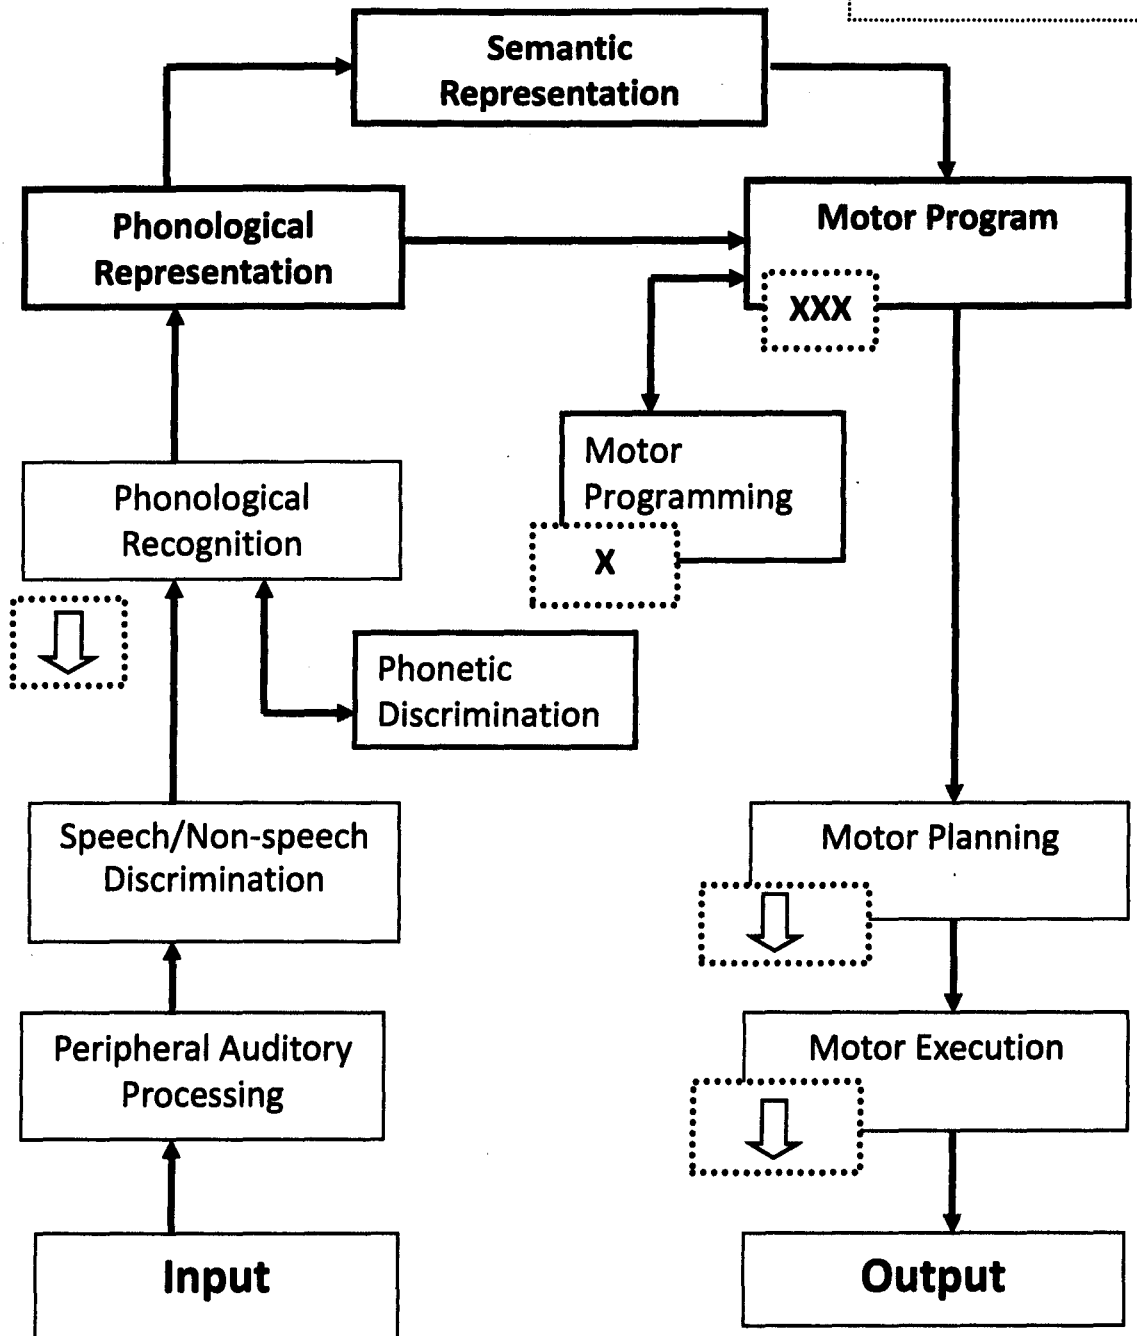 Semantic
Representation
Phonological
Representation
Motor Program
XXX
Motor
Programming
X
Phonological
Recognition
Phonetic
Discrimination
Speech/Non-speech
Discrimination
Motor Planning
Peripheral Auditory
Processing
Motor Execution
Input
Output